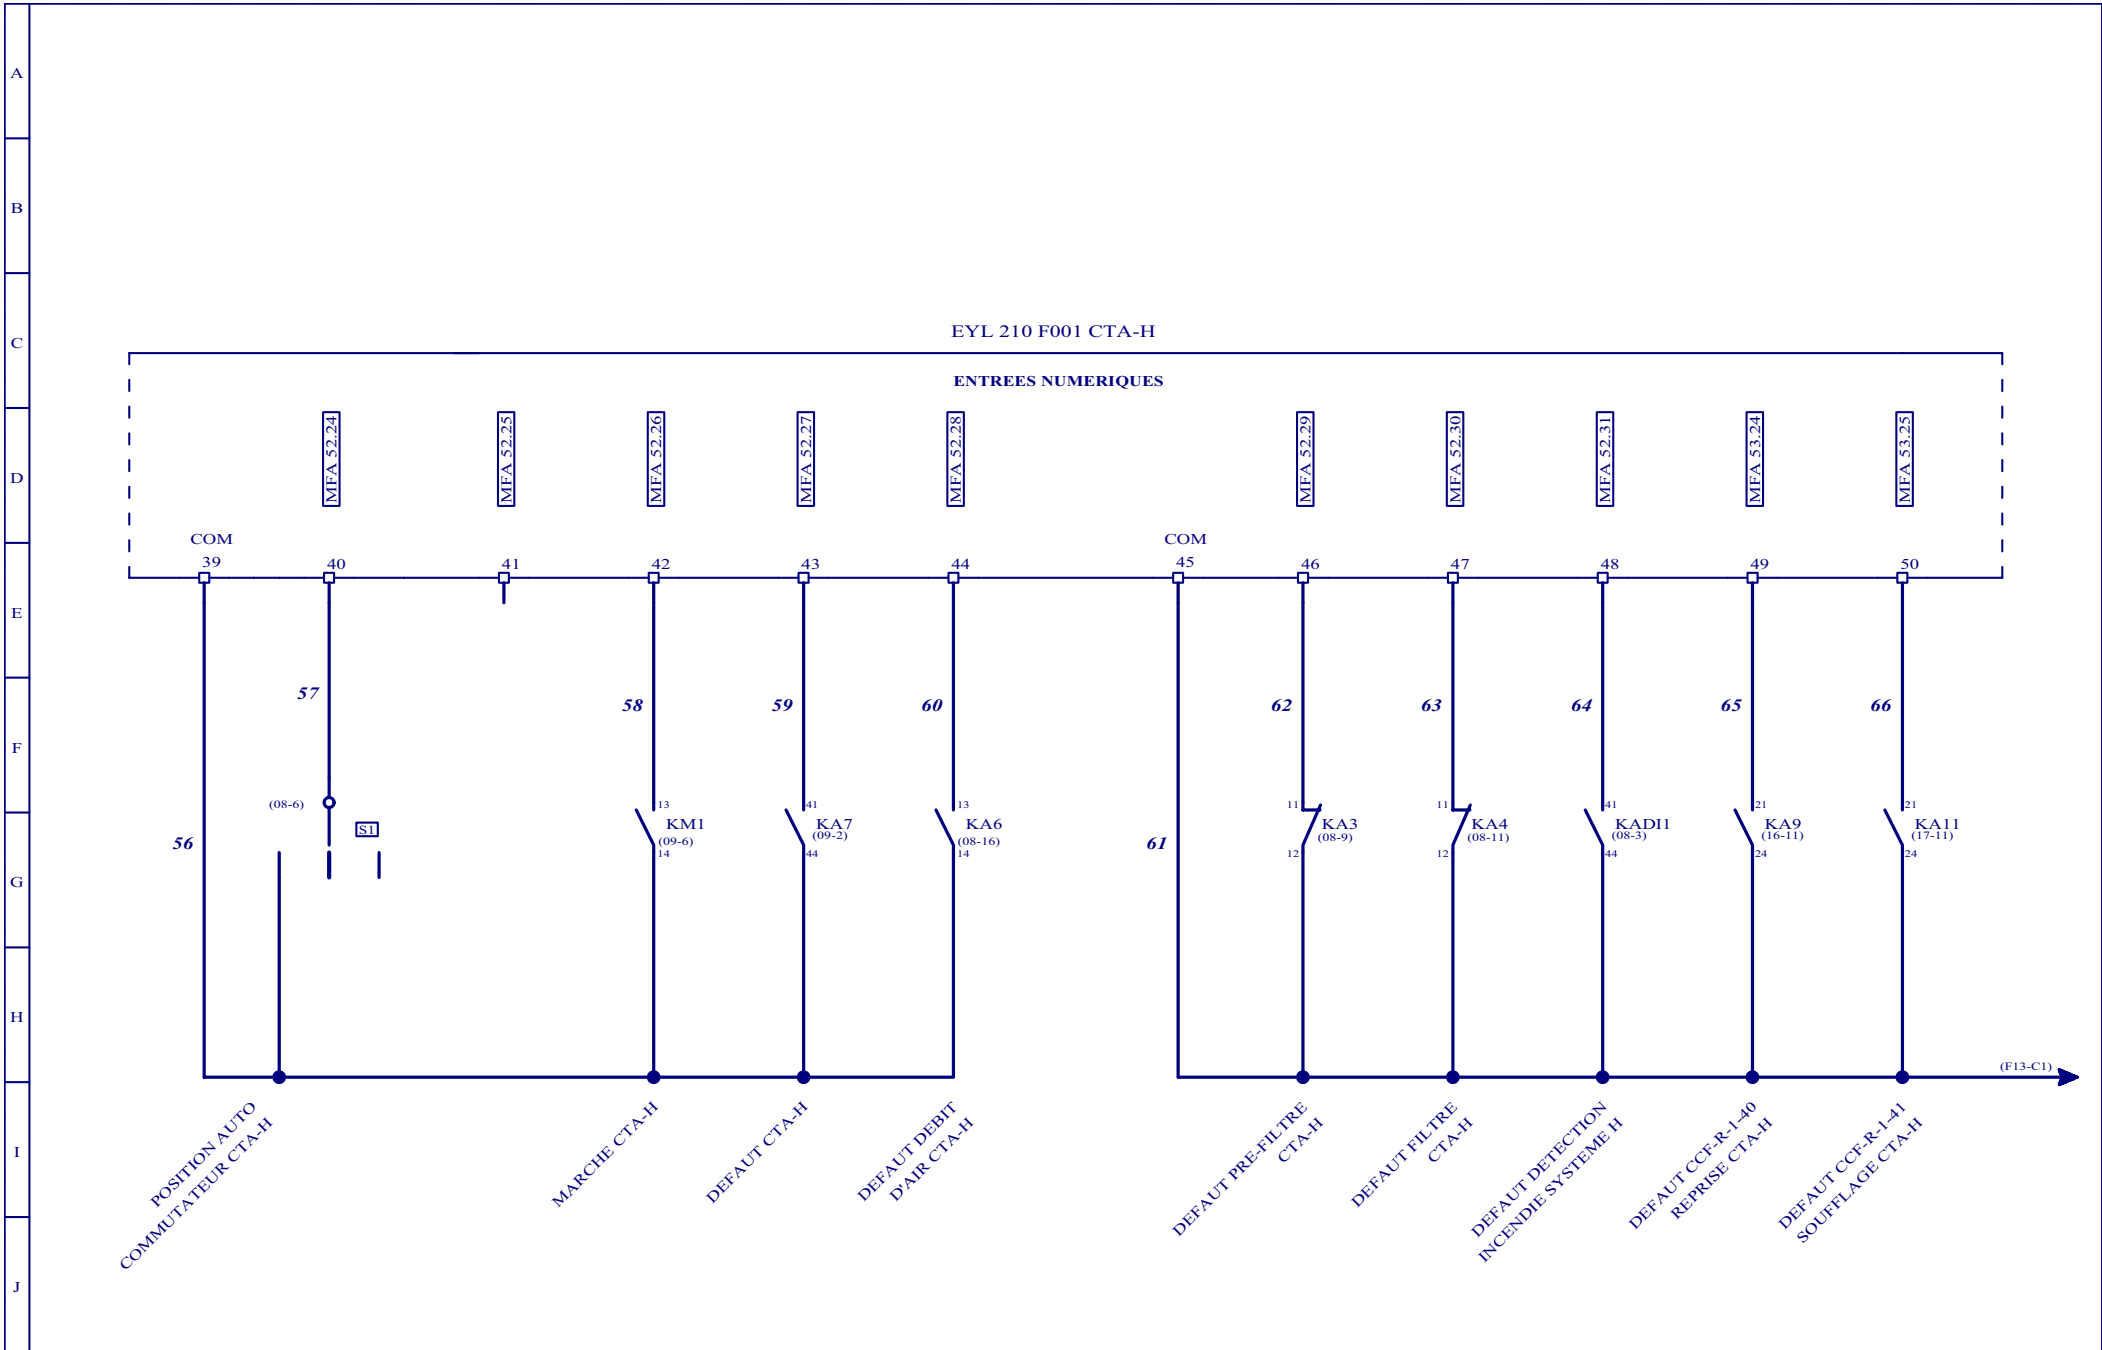 A
B
C
D
E
F
G
H
I
J
EYL 210 F001 CTA-H
ENTREES NUMERIQUES
MFA 52.24
MFA 52.25
MFA 52.26
MFA 52.27
MFA 52.28
MFA 52.29
MFA 52.30
MFA 52.31
MFA 53.24
MFA 53.25
COM
COM
39
40
41
42
43
44
45
46
47
48
49
50
57
58
59
60
62
63
64
65
66
56
61
(08-6)
S1
13
KM1
(09-6)
14
41
KA7
(09-2)
44
13
KA6
(08-16)
14
11
KA3
(08-9)
12
11
KA4
(08-11)
12
41
KADI1
(08-3)
44
21
KA9
(16-11)
24
21
KA11
(17-11)
24
(F13-C1)
POSITION AUTO
COMMUTATEUR CTA-H
MARCHE CTA-H
DEFAUT CTA-H
DEFAUT DEBIT
D'AIR CTA-H
DEFAUT PRE-FILTRE
CTA-H
DEFAUT FILTRE
CTA-H
DEFAUT DETECTION
INCENDIE SYSTEME H
DEFAUT CCF-R-1-40
REPRISE CTA-H
DEFAUT CCF-R-1-41
SOUFFLAGE CTA-H